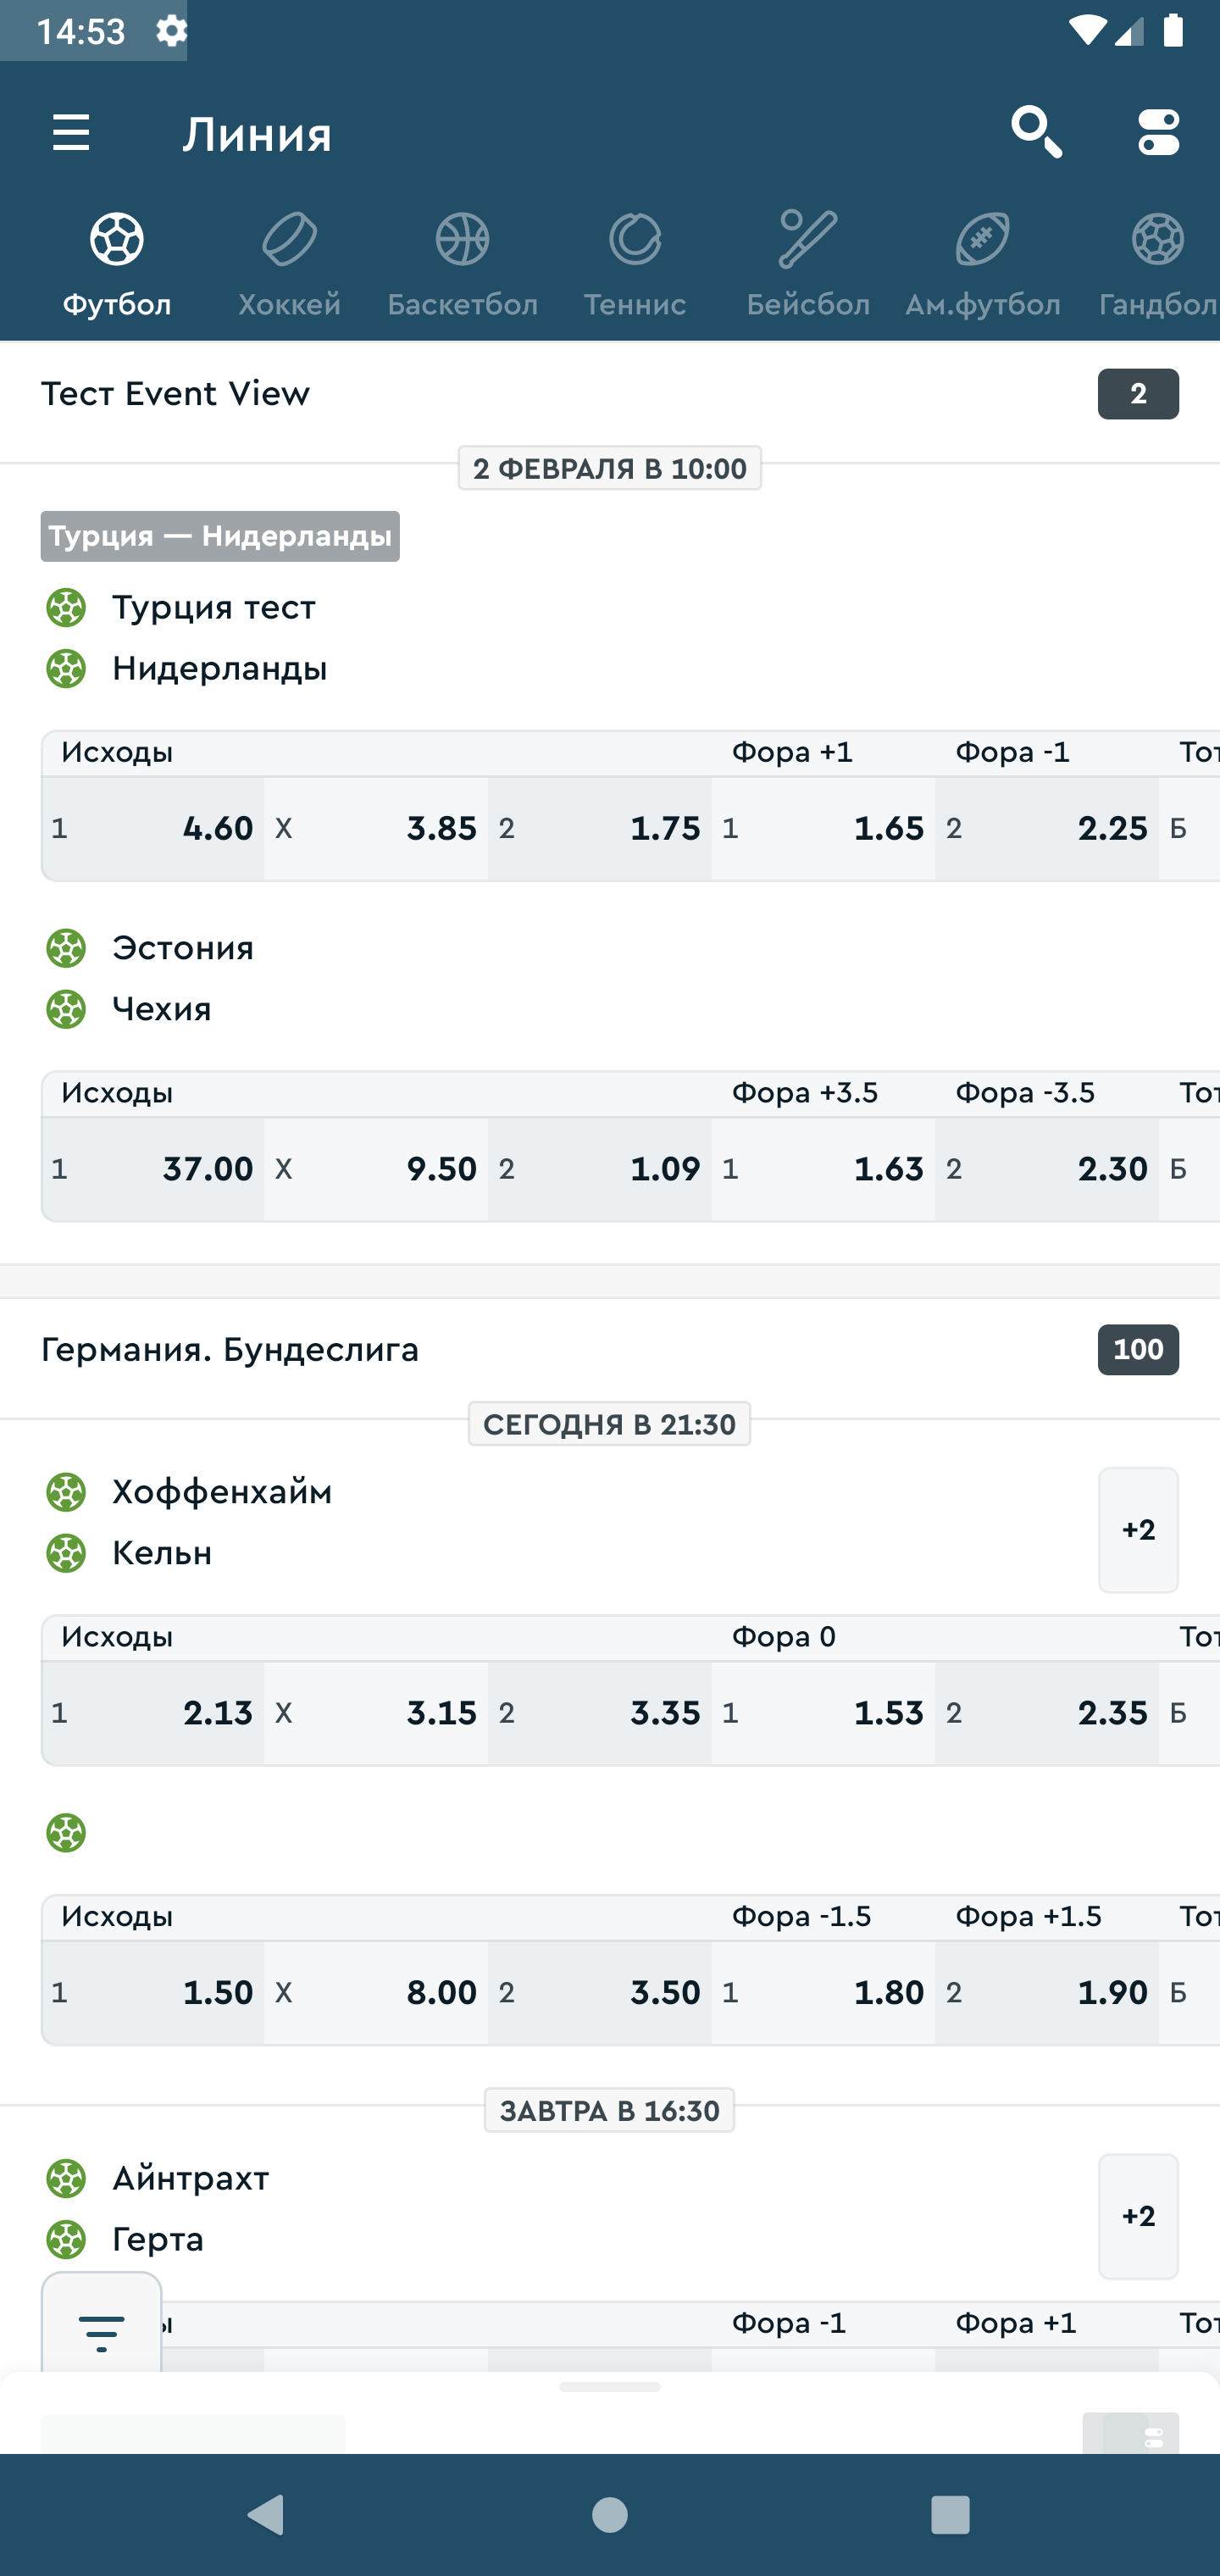 14:53
Линия
Футбол Хоккей Баскетбол Теннис Бейсбол Ам.футбол Гандбол
Тест Event View 2
2 ФЕВРАЛЯ В 10:00
Турция — Нидерланды
Турция тест
Нидерланды
Исходы Фора +1 Фора -1 Тот
1 4.60 X 3.85 2 1.75 1 1.65 2 2.25 Б
Эстония
Чехия
Исходы Фора +3.5 Фора -3.5 Тот
1 37.00 X 9.50 2 1.09 1 1.63 2 2.30 Б
Германия. Бундеслига 100
СЕГОДНЯ В 21:30
Хоффенхайм
+2
Кельн
Исходы Фора 0 Тот
1 2.13 X 3.15 2 3.35 1 1.53 2 2.35 Б
Исходы Фора -1.5 Фора +1.5 Тот
1 1.50 X 8.00 2 3.50 1 1.80 2 1.90 Б
ЗАВТРА В 16:30
Айнтрахт
+2
Герта
ы Фора -1 Фора +1 Тот